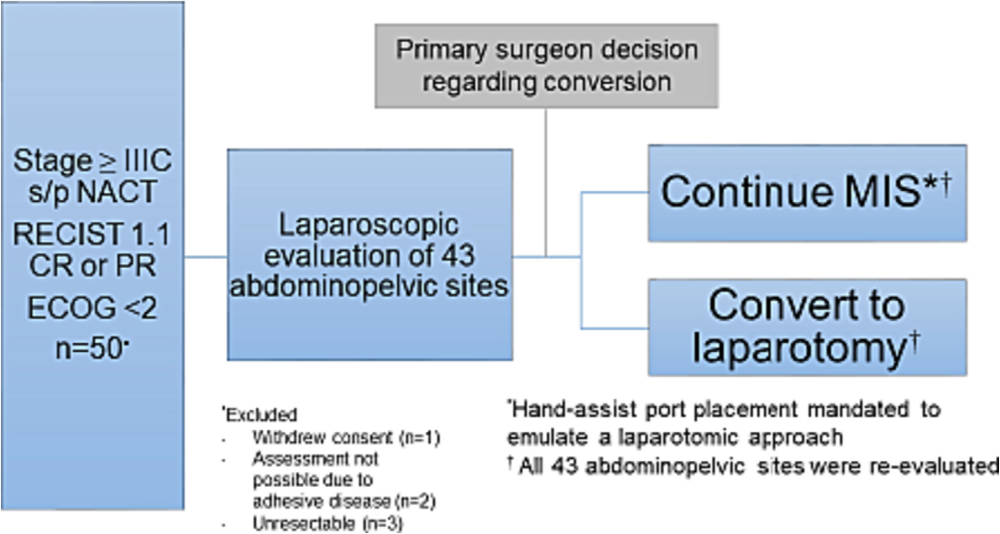 Primary surgeon decision
regarding conversion
Stage ≥ IIIC
s/p NACT
RECIST 1.1
CR or PR
ECOG <2
n=50*
Laparoscopic
evaluation of 43
abdominopelvic sites
Continue MIS*†
Convert to
laparotomy†
*Excluded
- Withdrew consent (n=1)
- Assessment not
possible due to
adhesive disease (n=2)
- Unresectable (n=3)
*Hand-assist port placement mandated to
emulate a laparotomic approach
† All 43 abdominopelvic sites were re-evaluated